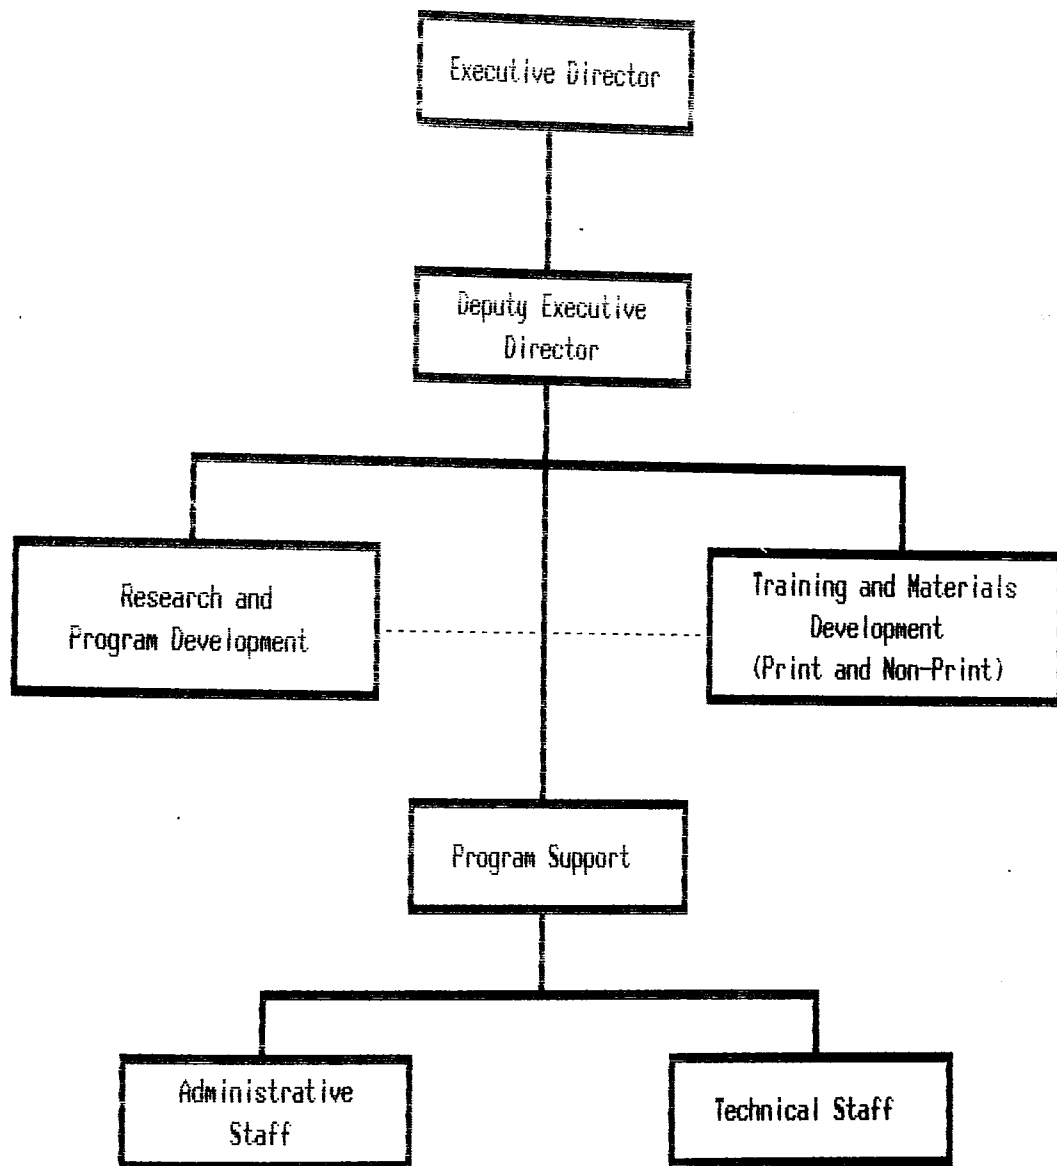 Executive Director
Deputy Executive
Director
Research and
Program Development
Training and Materials
Development
(Print and Non-Print)
Program Support
Administrative
Staff
Technical Staff